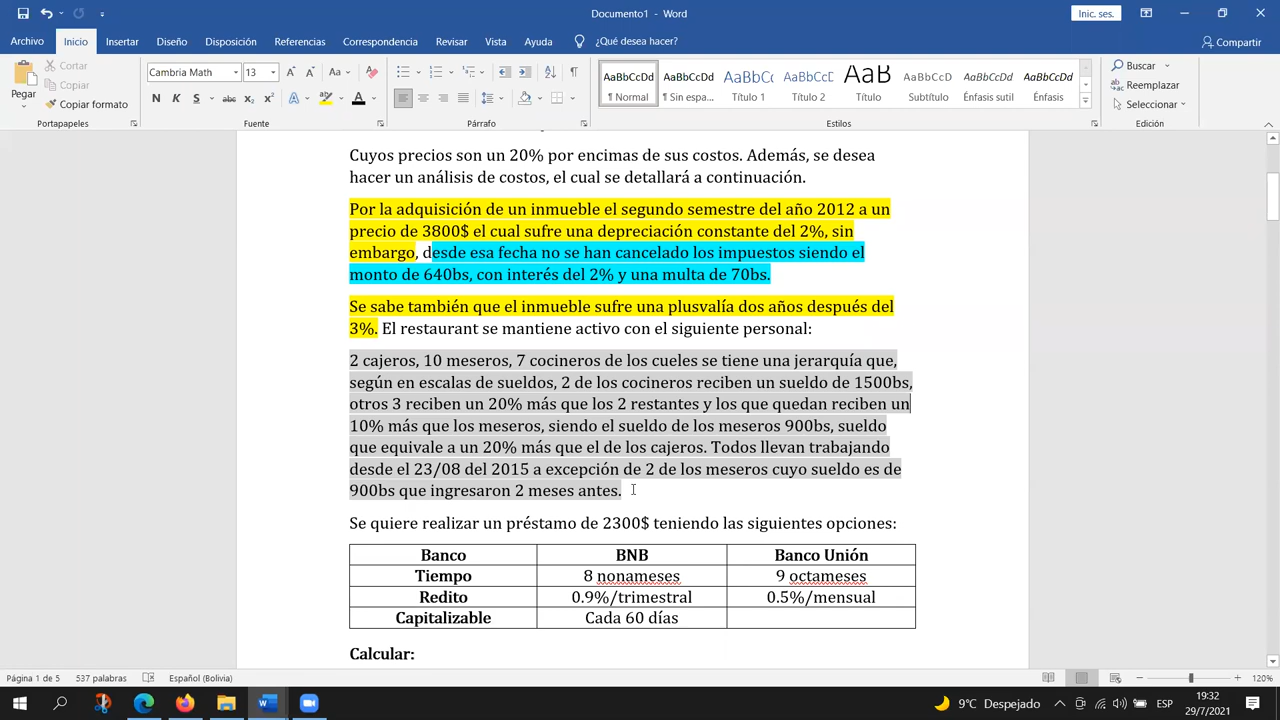 Documento1 - Word
Inic. ses.
Archivo Inicio Insertar Diseño Disposición Referencias Correspondencia Revisar Vista Ayuda ¿Qué desea hacer? Compartir
Pegar
Cortar
Copiar
Copiar formato
Portapapeles
Cambria Math 13
Aa
N K S abc x₂ x²
Fuente
Párrafo
AaBbCcDd AaBbCcDd AaBbCc AaBbCcD AaB AaBbCcD AaBbCcDd AaBbCcDd
¶ Normal ¶ Sin espa... Título 1 Título 2 Título Subtítulo Énfasis sutil Énfasis
Estilos
Buscar
Reemplazar
Seleccionar
Edición
Cuyos precios son un 20% por encimas de sus costos. Además, se desea
hacer un análisis de costos, el cual se detallará a continuación.
Por la adquisición de un inmueble el segundo semestre del año 2012 a un
precio de 3800$ el cual sufre una depreciación constante del 2%, sin
embargo, desde esa fecha no se han cancelado los impuestos siendo el
monto de 640bs, con interés del 2% y una multa de 70bs.
Se sabe también que el inmueble sufre una plusvalía dos años después del
3%. El restaurant se mantiene activo con el siguiente personal:
2 cajeros, 10 meseros, 7 cocineros de los cueles se tiene una jerarquía que,
según en escalas de sueldos, 2 de los cocineros reciben un sueldo de 1500bs,
otros 3 reciben un 20% más que los 2 restantes y los que quedan reciben un
10% más que los meseros, siendo el sueldo de los meseros 900bs, sueldo
que equivale a un 20% más que el de los cajeros. Todos llevan trabajando
desde el 23/08 del 2015 a excepción de 2 de los meseros cuyo sueldo es de
900bs que ingresaron 2 meses antes.
Se quiere realizar un préstamo de 2300$ teniendo las siguientes opciones:
Banco BNB Banco Unión
Tiempo 8 nonameses 9 octameses
Redito 0.9%/trimestral 0.5%/mensual
Capitalizable Cada 60 días
Calcular:
Página 1 de 5 537 palabras Español (Bolivia) 120%
9°C Despejado ESP 19:32
29/7/2021